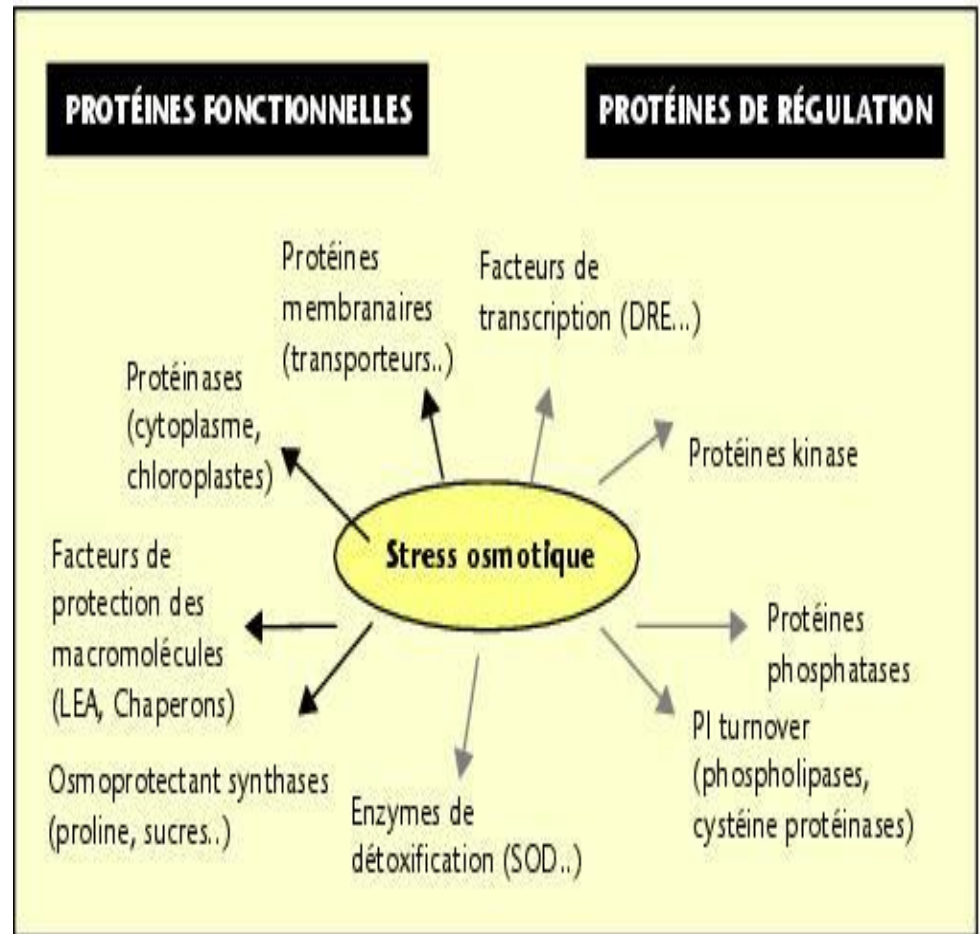 PROTÉINES FONCTIONNELLES
PROTÉINES DE RÉGULATION
Protéines
membranaires
(transporteurs..)
Facteurs de
transcription (DRE...)
Protéinases
(cytoplasme,
chloroplastes)
Protéines kinase
Stress osmotique
Facteurs de
protection des
macromolécules
(LEA, Chaperons)
Protéines
phosphatases
PI turnover
(phospholipases,
cystéine protéinases)
Osmoprotectant synthases
(proline, sucres..)
Enzymes de
détoxification (SOD..)